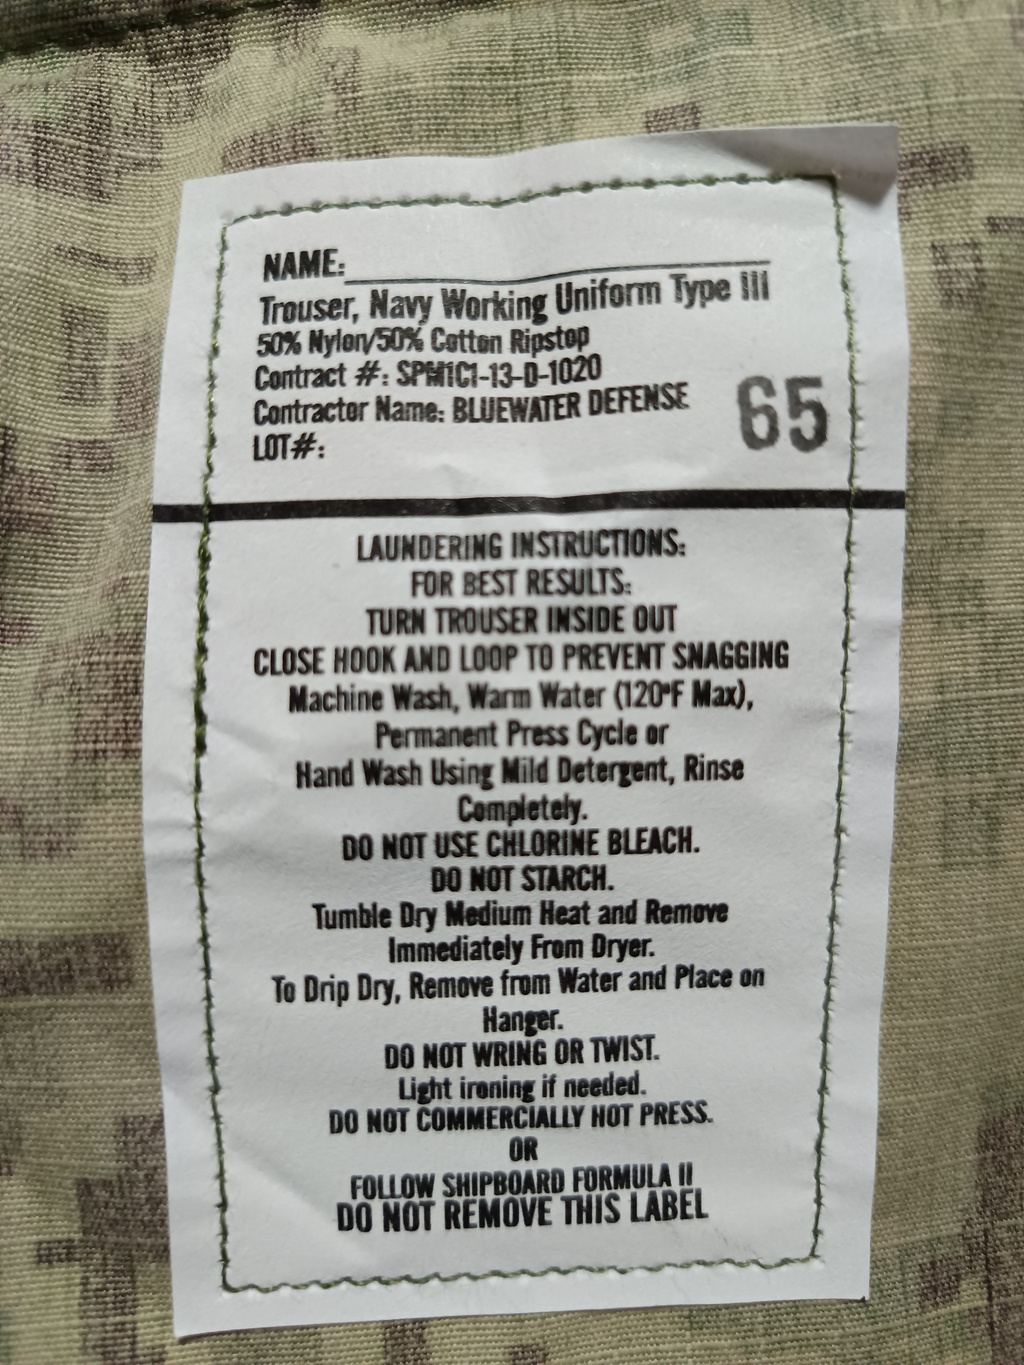 NAME:
Trouser, Navy Working Uniform Type III
50% Nylon/50% Cotton Ripstop
Contract #: SPM1C1-13-D-1020
Contractor Name: BLUEWATER DEFENSE
LOT#:
65
LAUNDERING INSTRUCTIONS:
FOR BEST RESULTS:
TURN TROUSER INSIDE OUT
CLOSE HOOK AND LOOP TO PREVENT SNAGGING
Machine Wash, Warm Water (120°F Max),
Permanent Press Cycle or
Hand Wash Using Mild Detergent, Rinse
Completely.
DO NOT USE CHLORINE BLEACH.
DO NOT STARCH.
Tumble Dry Medium Heat and Remove
Immediately From Dryer.
To Drip Dry, Remove from Water and Place on
Hanger.
DO NOT WRING OR TWIST.
Light ironing if needed.
DO NOT COMMERCIALLY HOT PRESS.
OR
FOLLOW SHIPBOARD FORMULA II
DO NOT REMOVE THIS LABEL